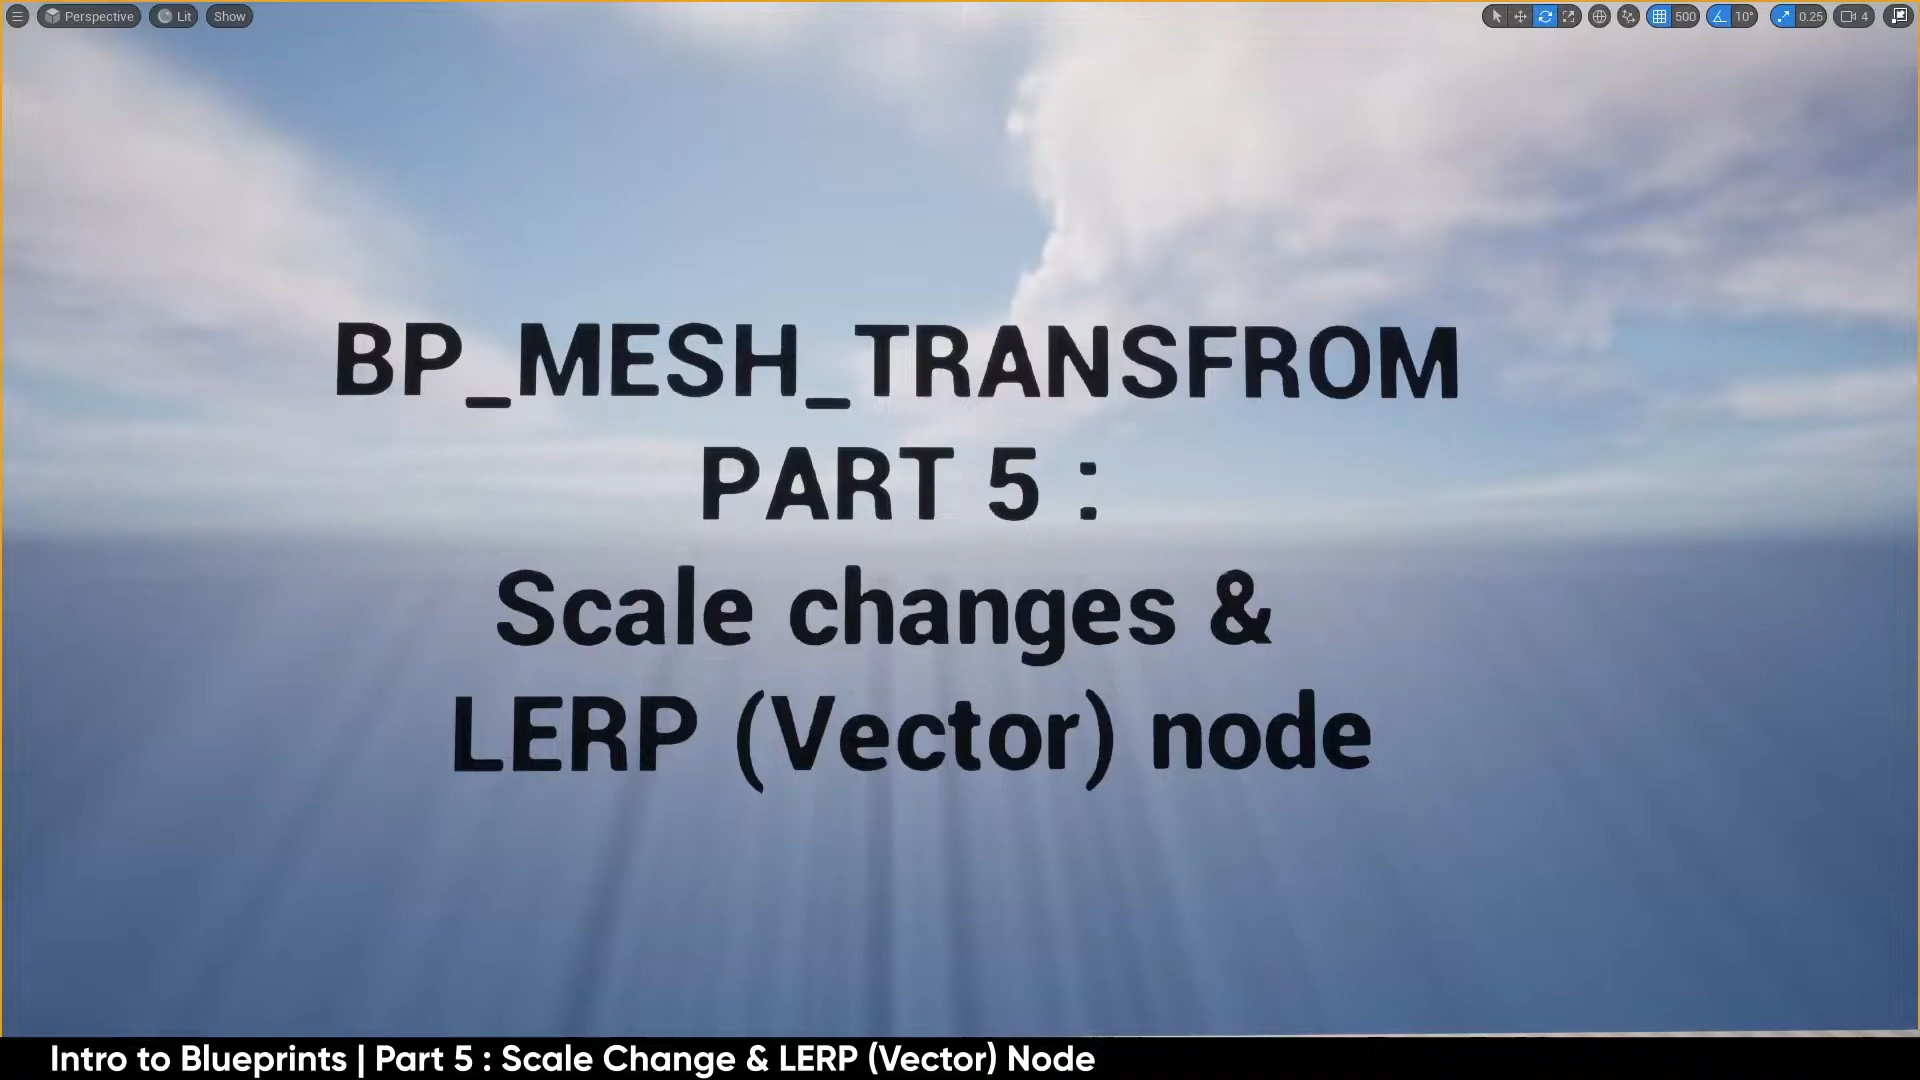 Perspective Lit Show 500 10° 0.25 4
BP_MESH_TRANSFROM
PART 5 :
Scale changes &
LERP (Vector) node
Intro to Blueprints | Part 5 : Scale Change & LERP (Vector) Node